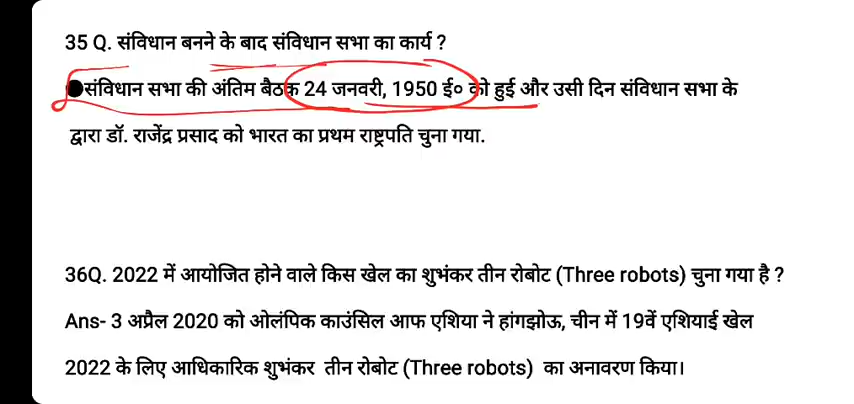 35 Q. संविधान बनने के बाद संविधान सभा का कार्य ?
●संविधान सभा की अंतिम बैठक 24 जनवरी, 1950 ई० को हुई और उसी दिन संविधान सभा के
द्वारा डॉ. राजेंद्र प्रसाद को भारत का प्रथम राष्ट्रपति चुना गया.
36Q. 2022 में आयोजित होने वाले किस खेल का शुभंकर तीन रोबोट (Three robots) चुना गया है ?
Ans- 3 अप्रैल 2020 को ओलंपिक काउंसिल आफ एशिया ने हांगझोऊ, चीन में 19वें एशियाई खेल
2022 के लिए आधिकारिक शुभंकर तीन रोबोट (Three robots) का अनावरण किया।